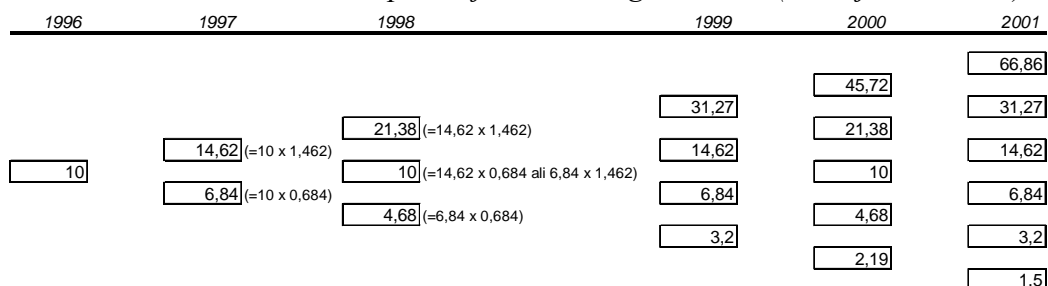 1996 1997 1998 1999 2000 2001
66,86
45,72
31,27 31,27
21,38 (=14,62 x 1,462) 21,38
14,62 (=10 x 1,462) 14,62 14,62
10 10 (=14,62 x 0,684 ali 6,84 x 1,462) 10
6,84 (=10 x 0,684) 6,84 6,84
4,68 (=6,84 x 0,684) 4,68
3,2 3,2
2,19
1,5